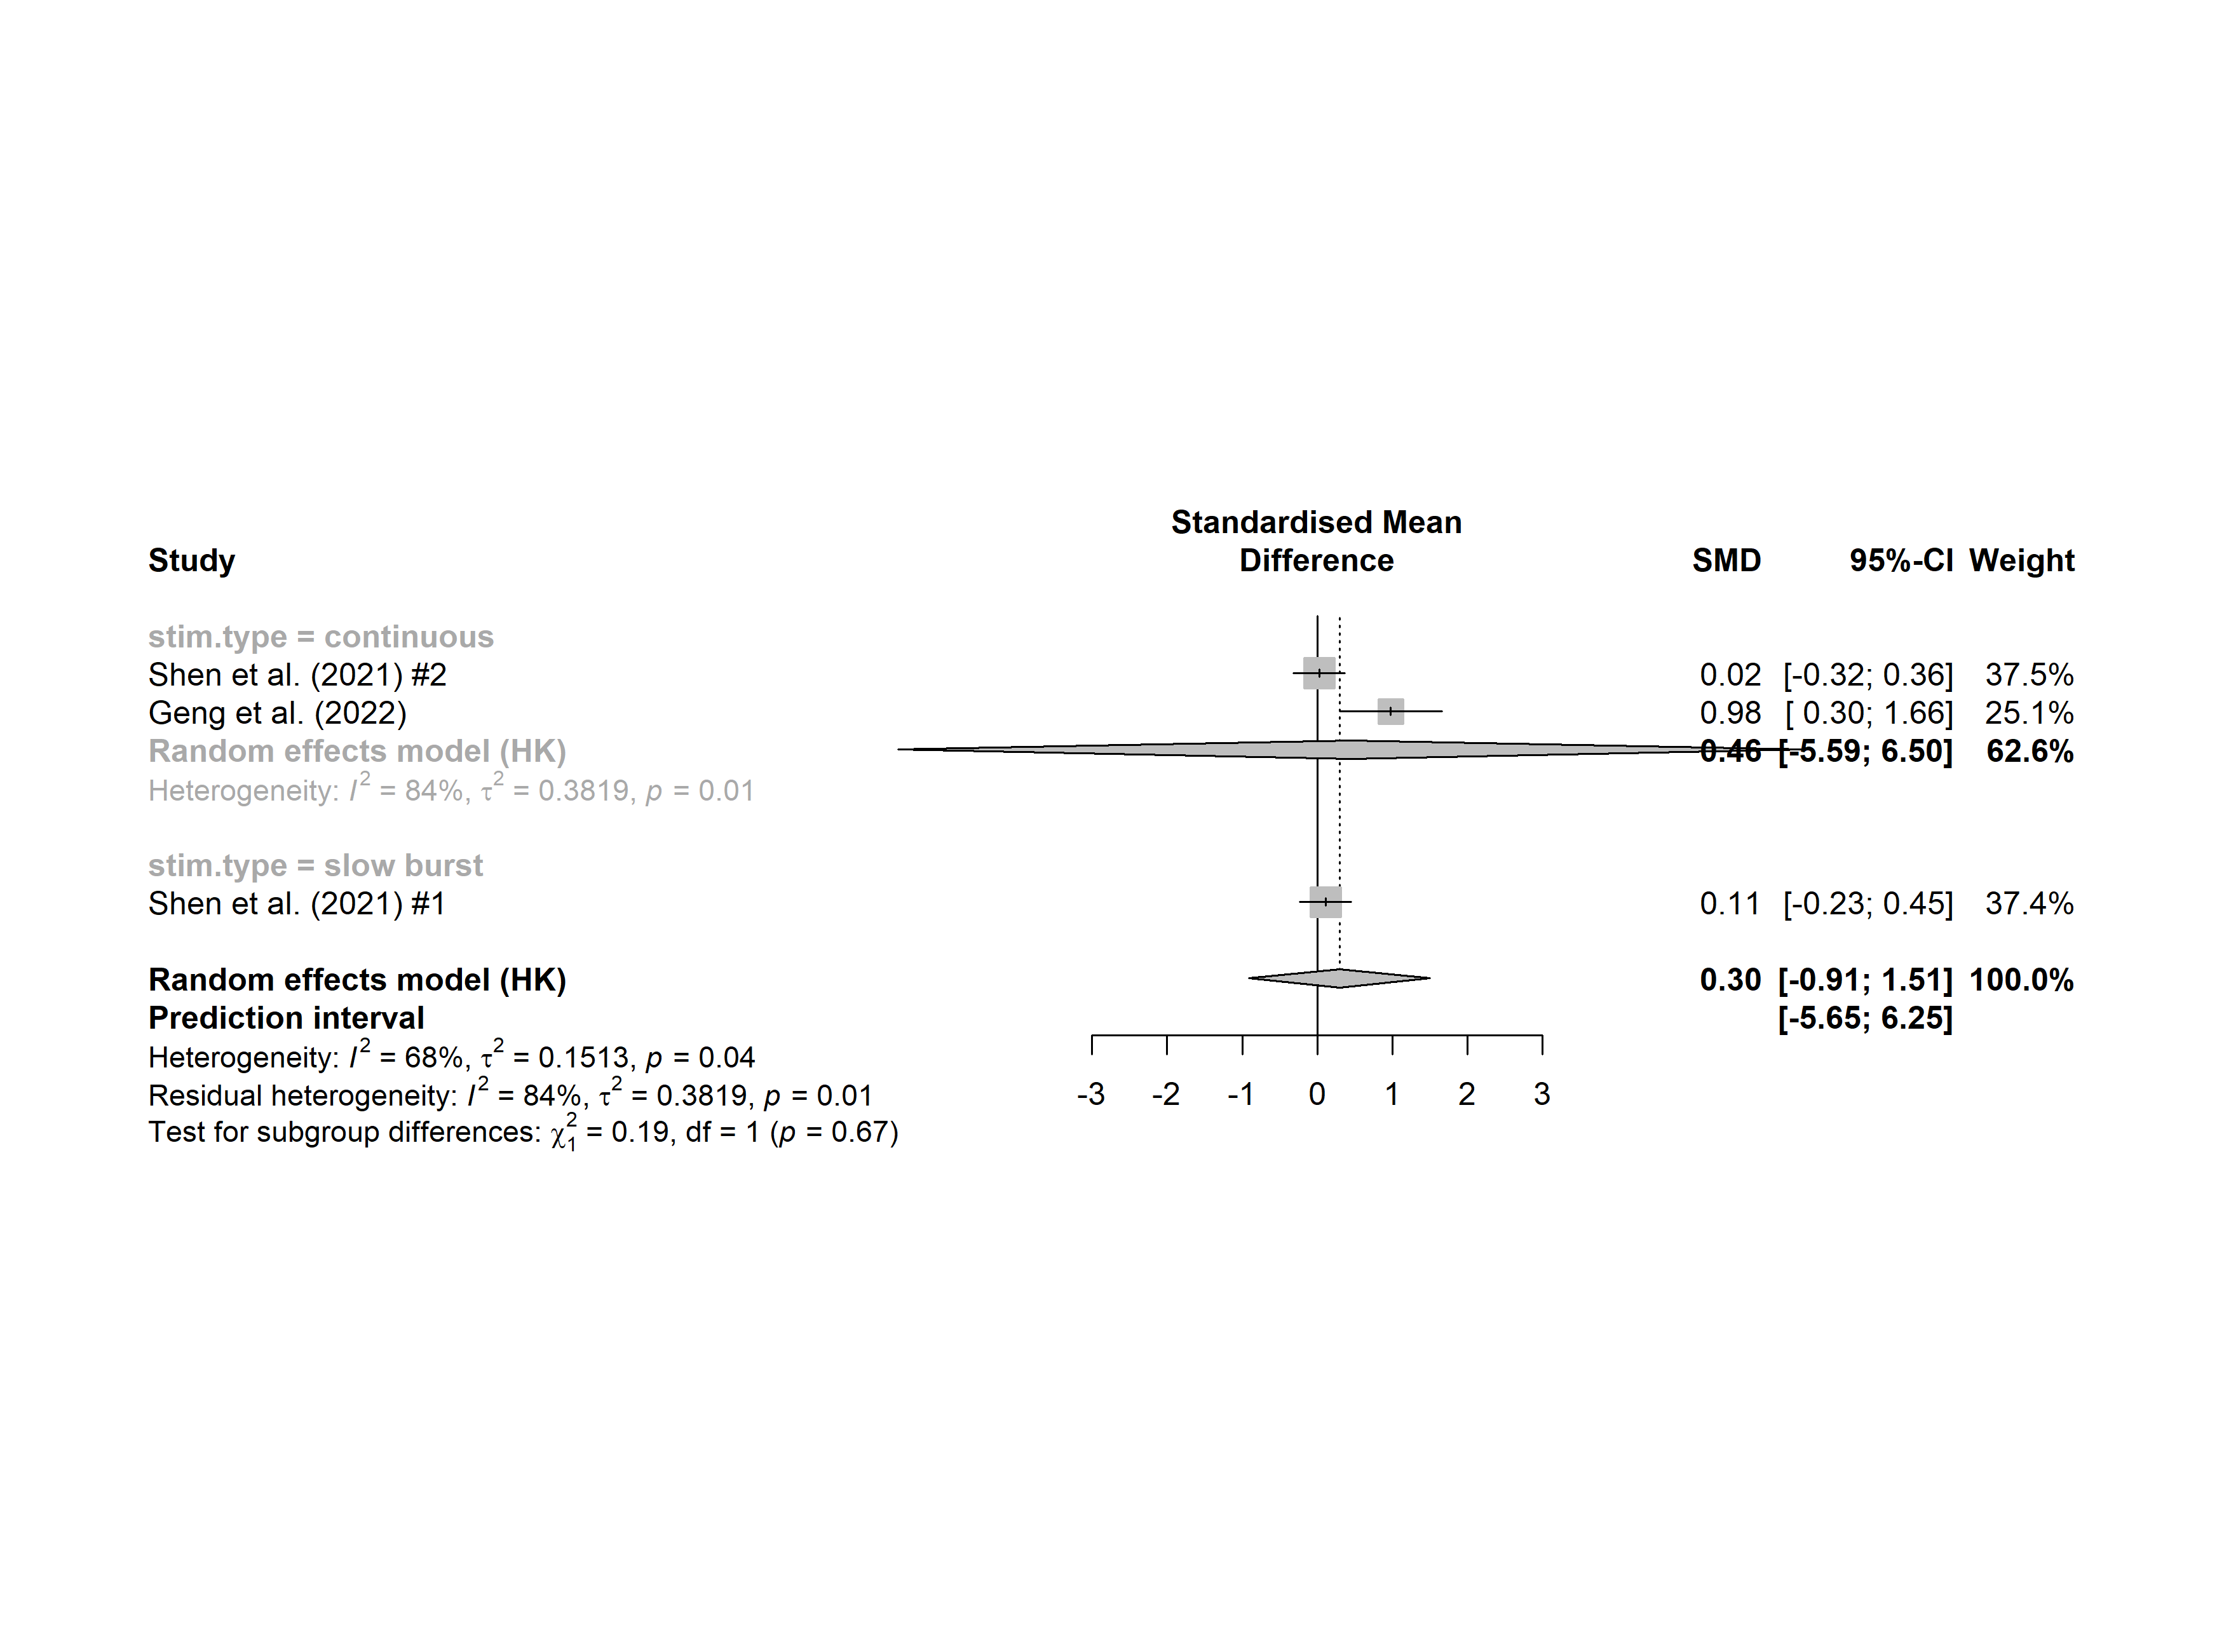 Standardised Mean
Study Difference SMD 95%-CI Weight
stim.type = continuous
Shen et al. (2021) #2 0.02 [-0.32; 0.36] 37.5%
Geng et al. (2022) 0.98 [ 0.30; 1.66] 25.1%
Random effects model (HK) 0.46 [-5.59; 6.50] 62.6%
Heterogeneity: I² = 84%, τ² = 0.3819, p = 0.01
stim.type = slow burst
Shen et al. (2021) #1 0.11 [-0.23; 0.45] 37.4%
Random effects model (HK) 0.30 [-0.91; 1.51] 100.0%
Prediction interval [-5.65; 6.25]
Heterogeneity: I² = 68%, τ² = 0.1513, p = 0.04
Residual heterogeneity: I² = 84%, τ² = 0.3819, p = 0.01
Test for subgroup differences: χ²₁ = 0.19, df = 1 (p = 0.67)
-3 -2 -1 0 1 2 3